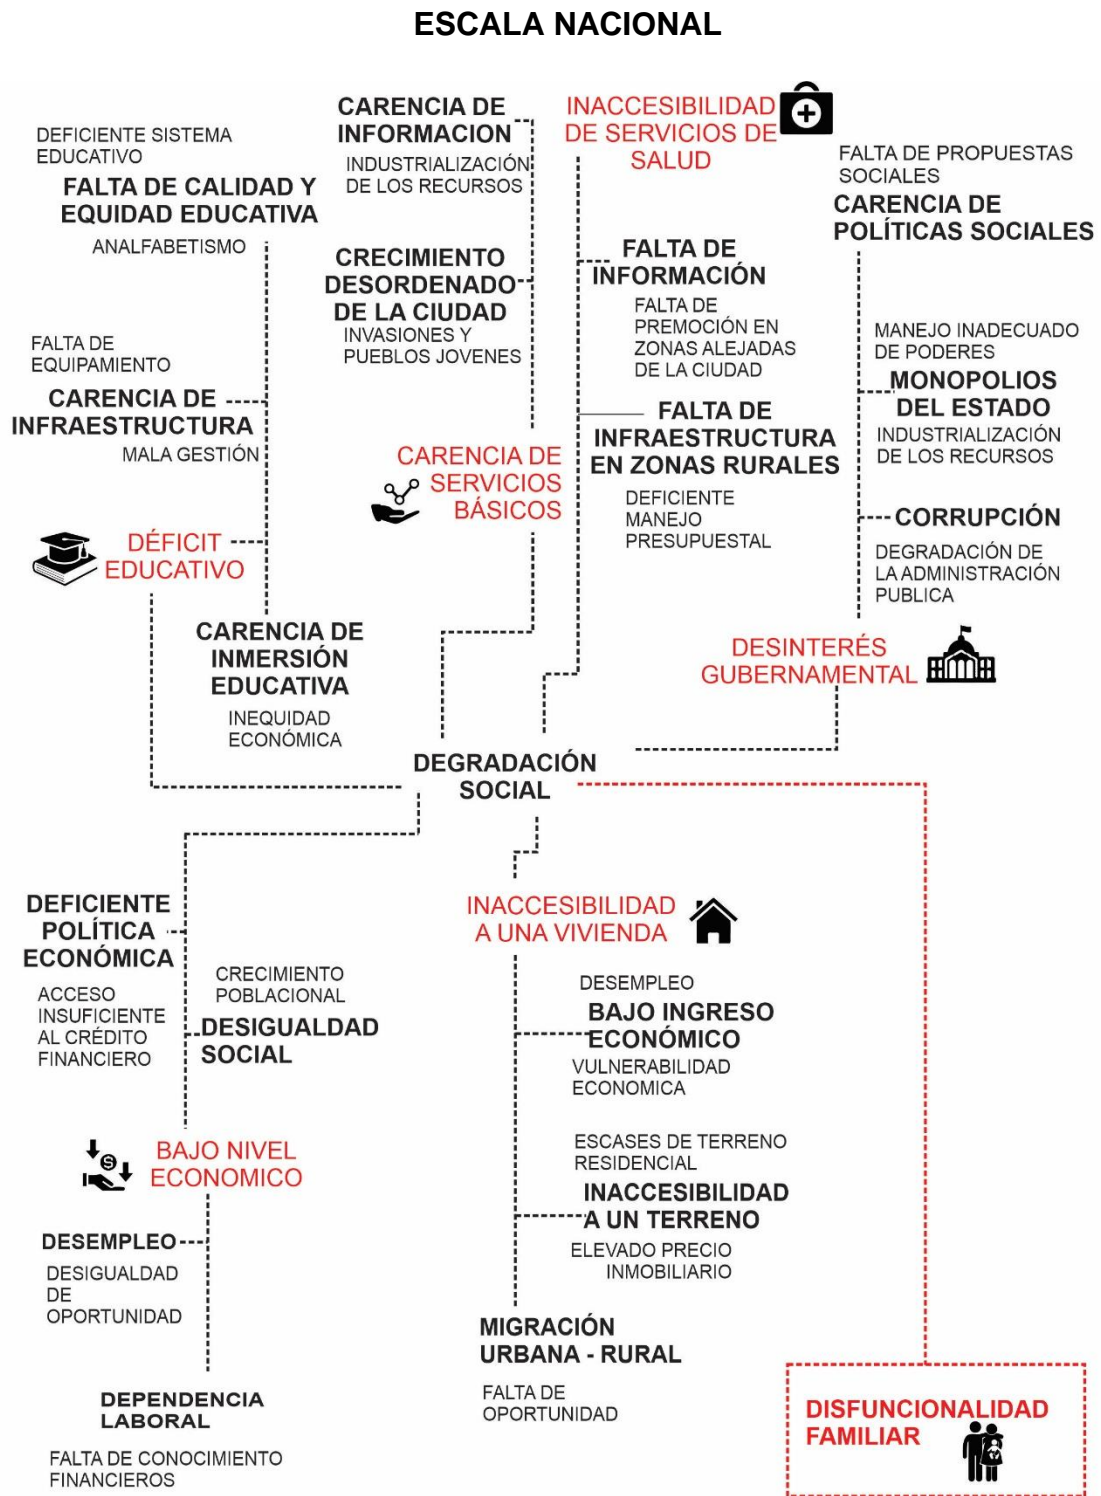 ESCALA NACIONAL
DEFICIENTE SISTEMA
EDUCATIVO
FALTA DE CALIDAD Y
EQUIDAD EDUCATIVA
ANALFABETISMO
FALTA DE
EQUIPAMIENTO
CARENCIA DE
INFRAESTRUCTURA
MALA GESTIÓN
DÉFICIT
EDUCATIVO
CARENCIA DE
INMERSIÓN
EDUCATIVA
INEQUIDAD
ECONÓMICA
CARENCIA DE
INFORMACION
INDUSTRIALIZACIÓN
DE LOS RECURSOS
CRECIMIENTO
DESORDENADO
DE LA CIUDAD
INVASIONES Y
PUEBLOS JOVENES
CARENCIA DE
SERVICIOS
BÁSICOS
INACCESIBILIDAD
DE SERVICIOS DE
SALUD
FALTA DE
INFORMACIÓN
FALTA DE
PREMOCIÓN EN
ZONAS ALEJADAS
DE LA CIUDAD
FALTA DE
INFRAESTRUCTURA
EN ZONAS RURALES
DEFICIENTE
MANEJO
PRESUPUESTAL
FALTA DE PROPUESTAS
SOCIALES
CARENCIA DE
POLÍTICAS SOCIALES
MANEJO INADECUADO
DE PODERES
MONOPOLIOS
DEL ESTADO
INDUSTRIALIZACIÓN
DE LOS RECURSOS
CORRUPCIÓN
DEGRADACIÓN DE
LA ADMINISTRACIÓN
PUBLICA
DESINTERÉS
GUBERNAMENTAL
DEGRADACIÓN
SOCIAL
DEFICIENTE
POLÍTICA
ECONÓMICA
ACCESO
INSUFICIENTE
AL CRÉDITO
FINANCIERO
CRECIMIENTO
POBLACIONAL
DESIGUALDAD
SOCIAL
BAJO NIVEL
ECONOMICO
DESEMPLEO
DESIGUALDAD
DE
OPORTUNIDAD
DEPENDENCIA
LABORAL
FALTA DE CONOCIMIENTO
FINANCIEROS
INACCESIBILIDAD
A UNA VIVIENDA
DESEMPLEO
BAJO INGRESO
ECONÓMICO
VULNERABILIDAD
ECONOMICA
ESCASES DE TERRENO
RESIDENCIAL
INACCESIBILIDAD
A UN TERRENO
ELEVADO PRECIO
INMOBILIARIO
MIGRACIÓN
URBANA - RURAL
FALTA DE
OPORTUNIDAD
DISFUNCIONALIDAD
FAMILIAR